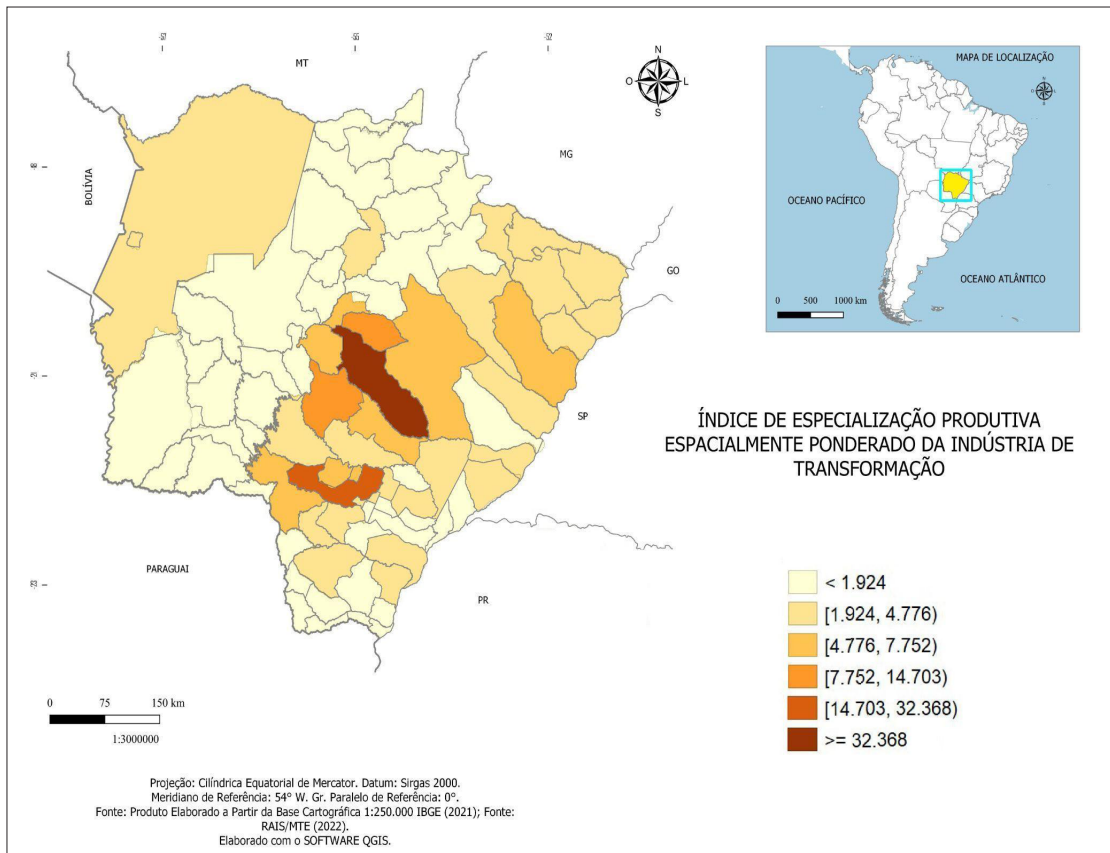 MT
MG
GO
SP
PR
BOLÍVIA
PARAGUAI
N
O
L
S
MAPA DE LOCALIZAÇÃO
N
OCEANO PACÍFICO
OCEANO ATLÂNTICO
0 500 1000 km
ÍNDICE DE ESPECIALIZAÇÃO PRODUTIVA
ESPACIALMENTE PONDERADO DA INDÚSTRIA DE
TRANSFORMAÇÃO
< 1.924
[1.924, 4.776)
[4.776, 7.752)
[7.752, 14.703)
[14.703, 32.368)
>= 32.368
0 75 150 km
1:3000000
Projeção: Cilíndrica Equatorial de Mercator. Datum: Sirgas 2000.
Meridiano de Referência: 54° W. Gr. Paralelo de Referência: 0°.
Fonte: Produto Elaborado a Partir da Base Cartográfica 1:250.000 IBGE (2021); Fonte:
RAIS/MTE (2022).
Elaborado com o SOFTWARE QGIS.